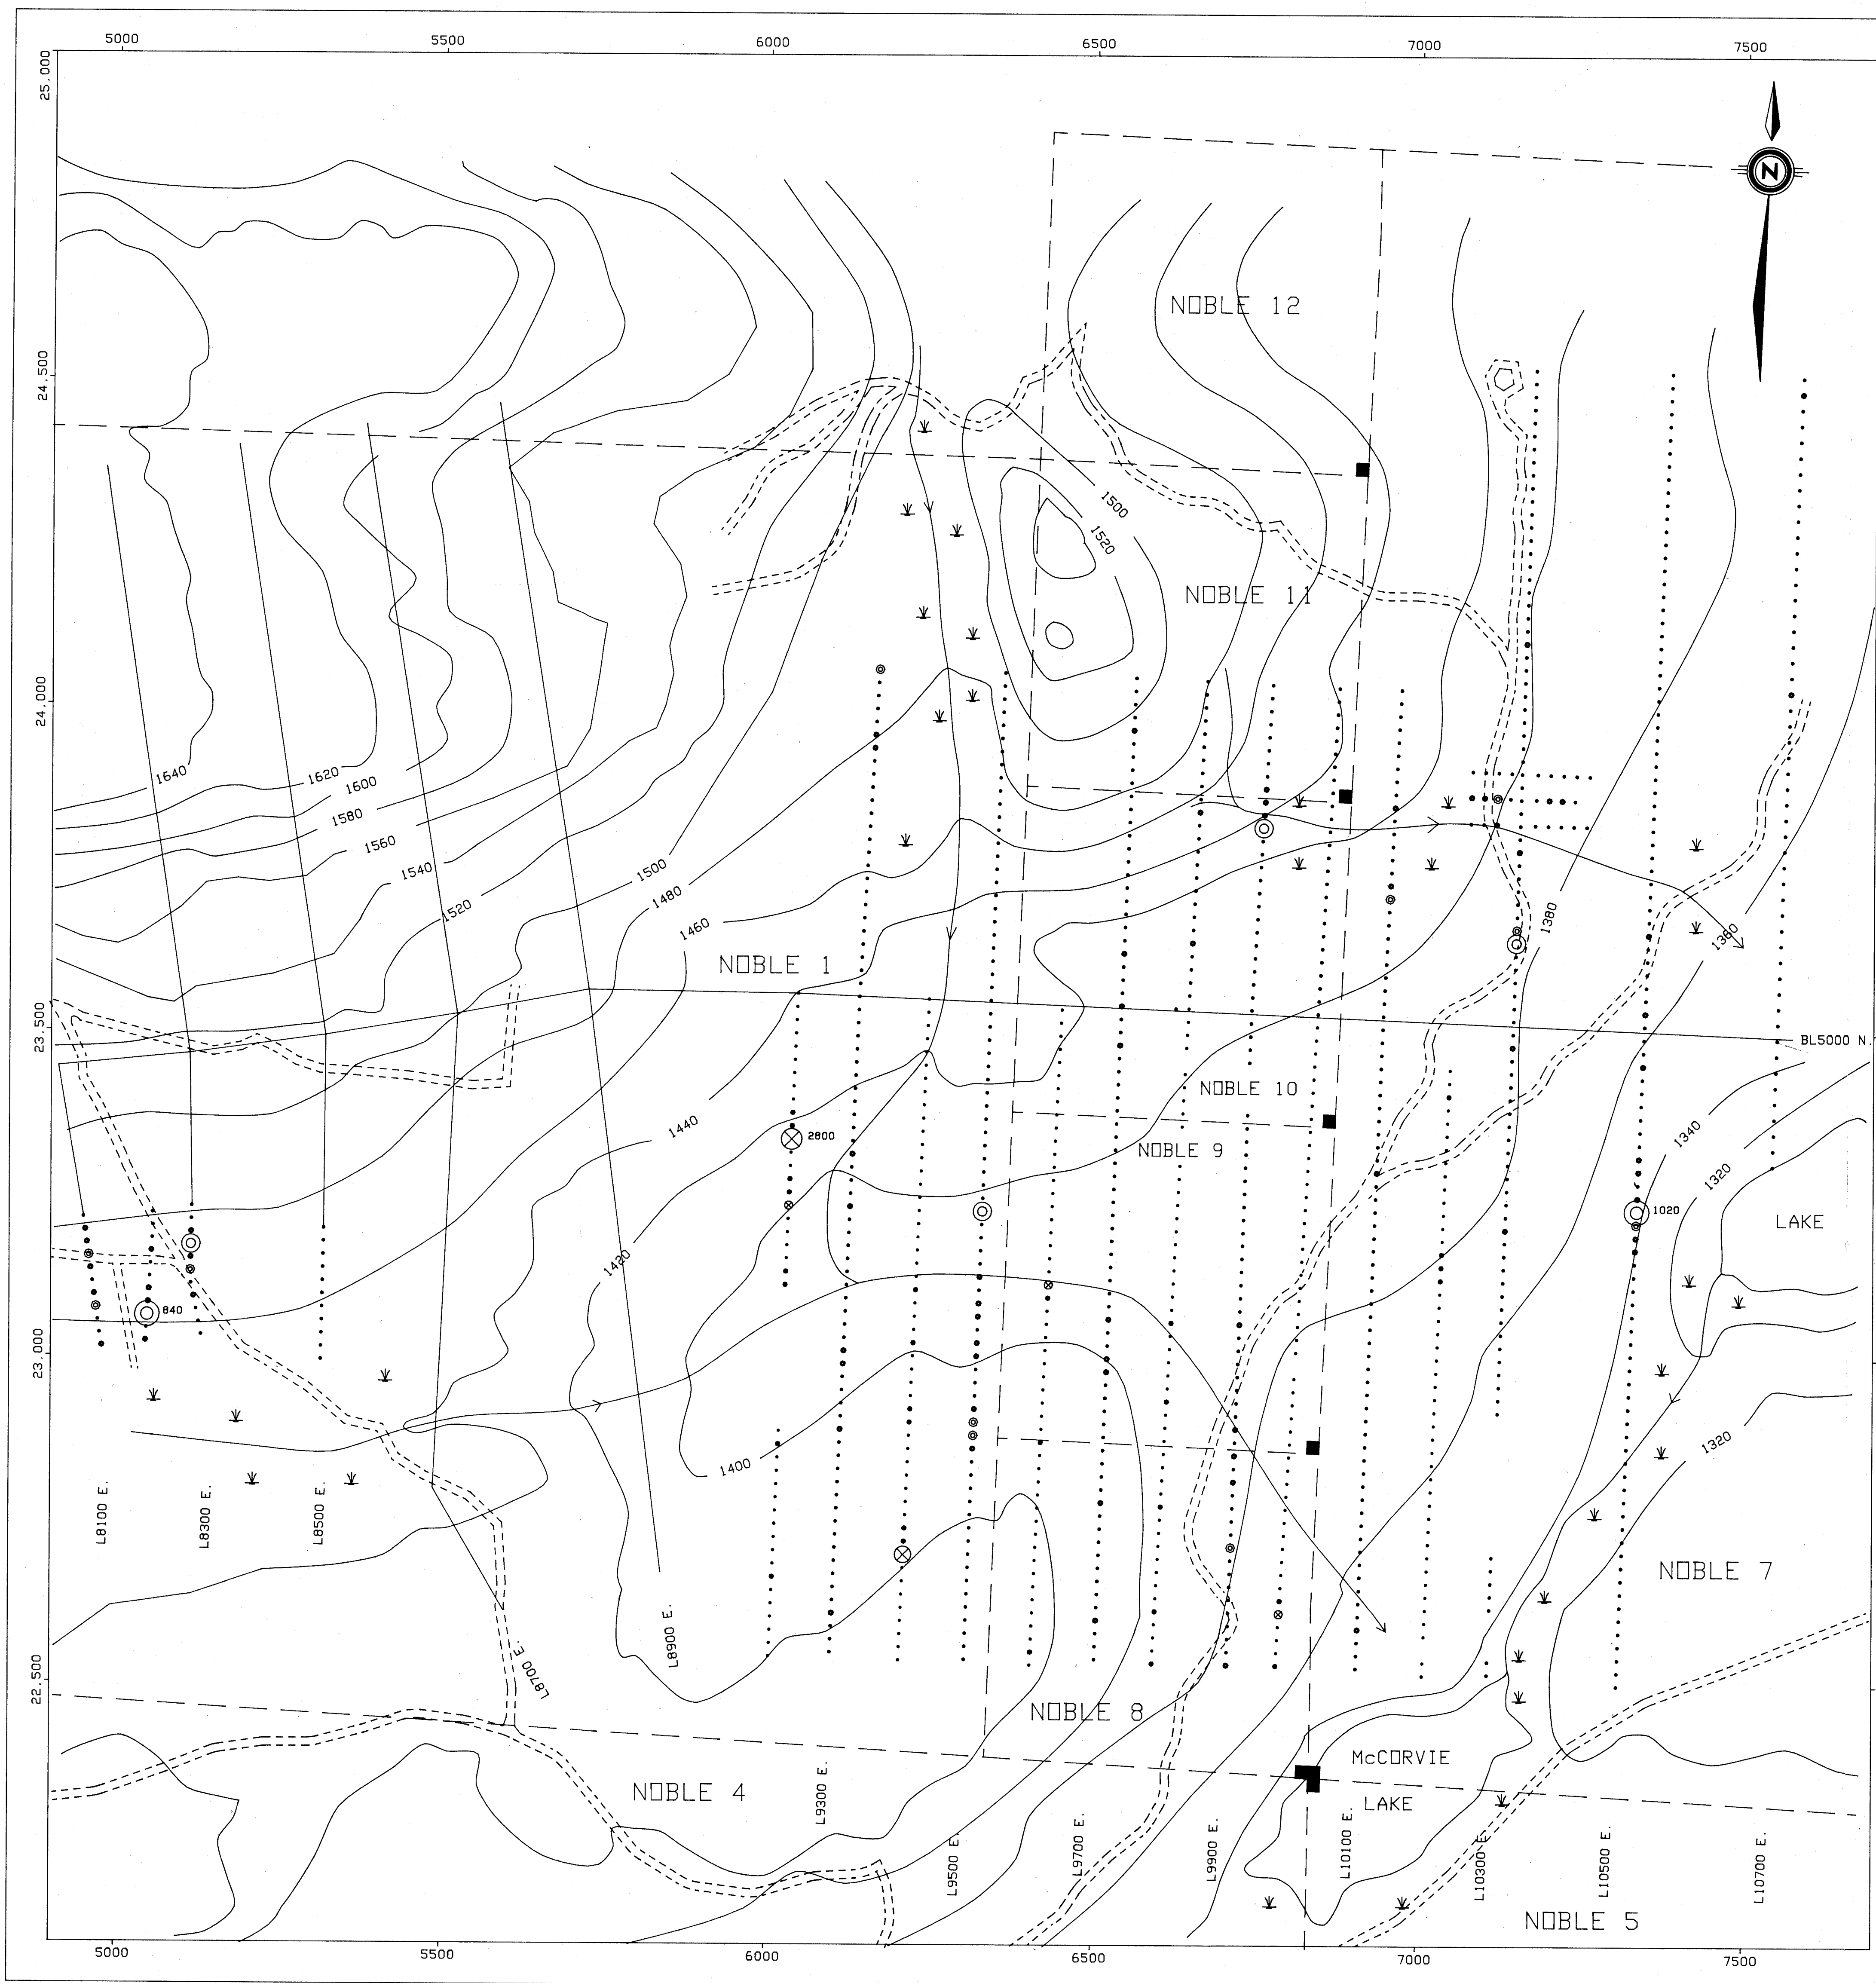 5000 5500 6000 6500 7000 7500
25.000
N
NOBLE 12
24.500
1500
1520
NOBLE 11
24.000
1640
1620
1600
1580
1560
1540
1520
1500
1480
1460
1380
1360
NOBLE 1
23.500
BL5000 N.
NOBLE 10
1440
2800
NOBLE 9
1340
1320
1420
1020
LAKE
840
23.000
1400
1320
L8100 E.
L8300 E.
L8500 E.
NOBLE 7
L8900 E.
L8700 E.
22.500
NOBLE 8
McCORVIE
LAKE
NOBLE 4
L9300 E.
L9500 E.
L9700 E.
L9900 E.
L10100 E.
L10300 E.
L10500 E.
L10700 E.
NOBLE 5
5000 5500 6000 6500 7000 7500